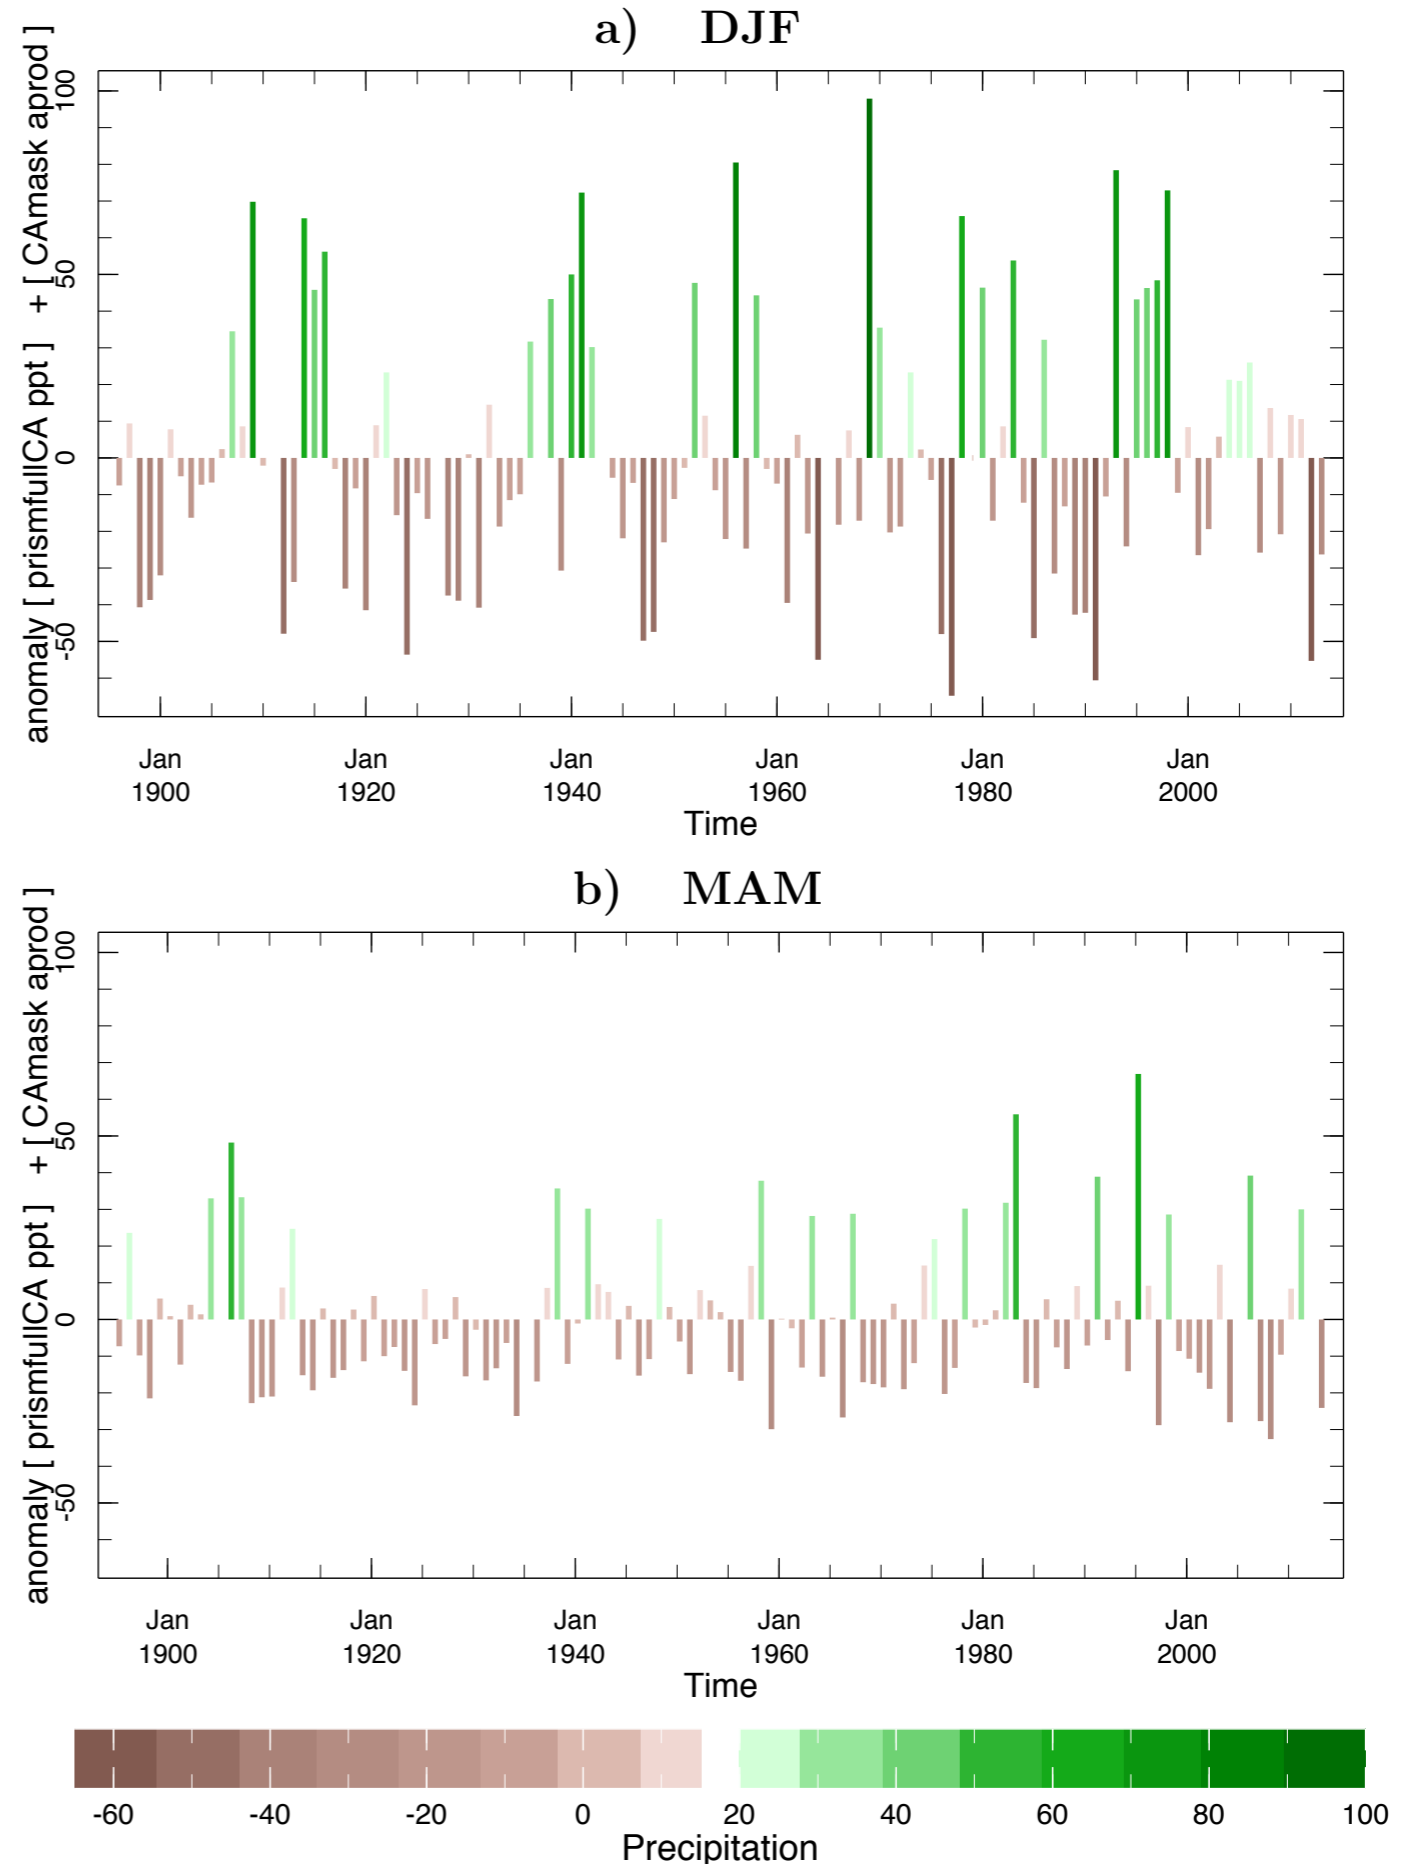 a) DJF
anomaly [ prismfullCA ppt ] + [ CAmask aprod ]
100
50
0
-50
Jan Jan Jan Jan Jan Jan
1900 1920 1940 1960 1980 2000
Time
b) MAM
anomaly [ prismfullCA ppt ] + [ CAmask aprod ]
100
50
0
-50
Jan Jan Jan Jan Jan Jan
1900 1920 1940 1960 1980 2000
Time
-60 -40 -20 0 20 40 60 80 100
Precipitation